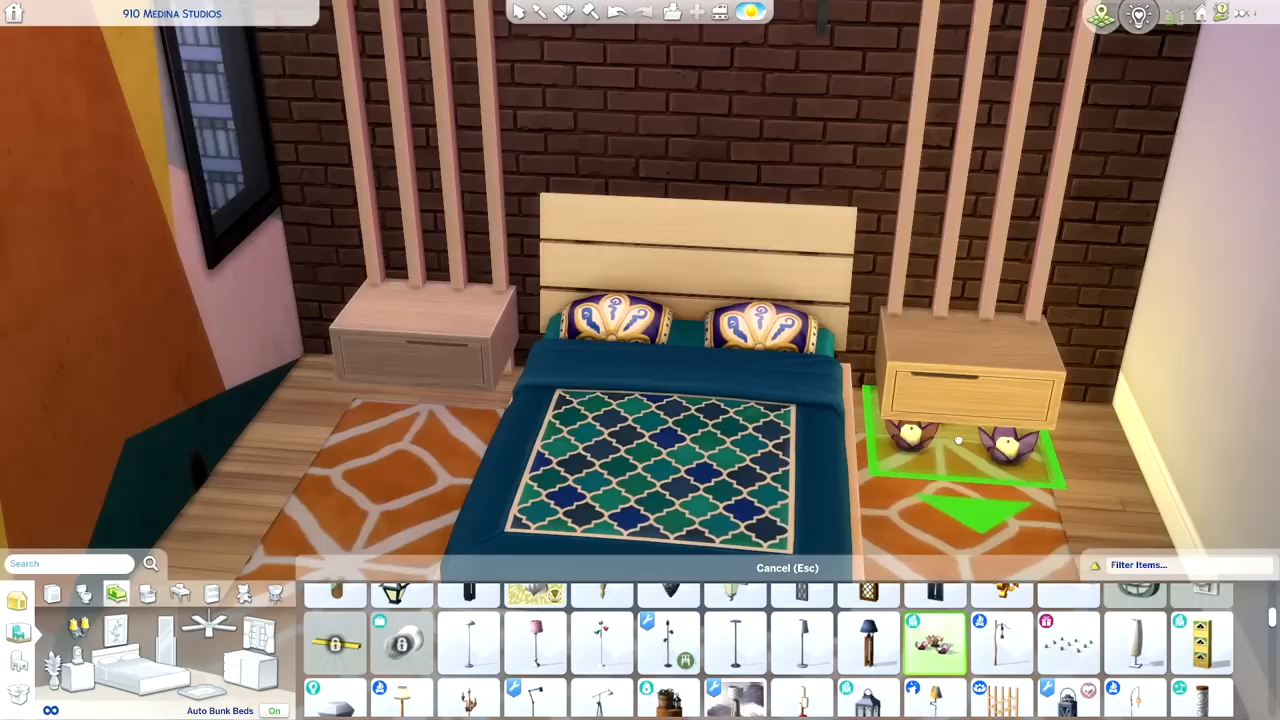 910 Medina Studios
Cancel (Esc)
Search
Filter Items...
Auto Bunk Beds
On